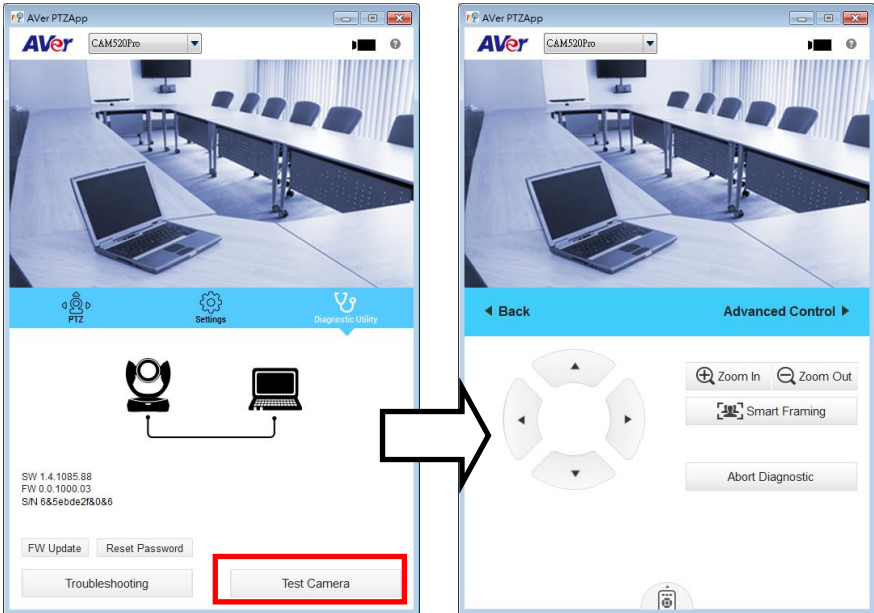 AVer PTZApp
AVer CAM520Pro
PTZ
Settings
Diagnostic Utility
SW 1.4.1085.88
FW 0.0.1000.03
S/N 6&5ebde2f&0&6
FW Update Reset Password
Troubleshooting Test Camera
AVer PTZApp
AVer CAM520Pro
Back Advanced Control
Zoom In Zoom Out
Smart Framing
Abort Diagnostic